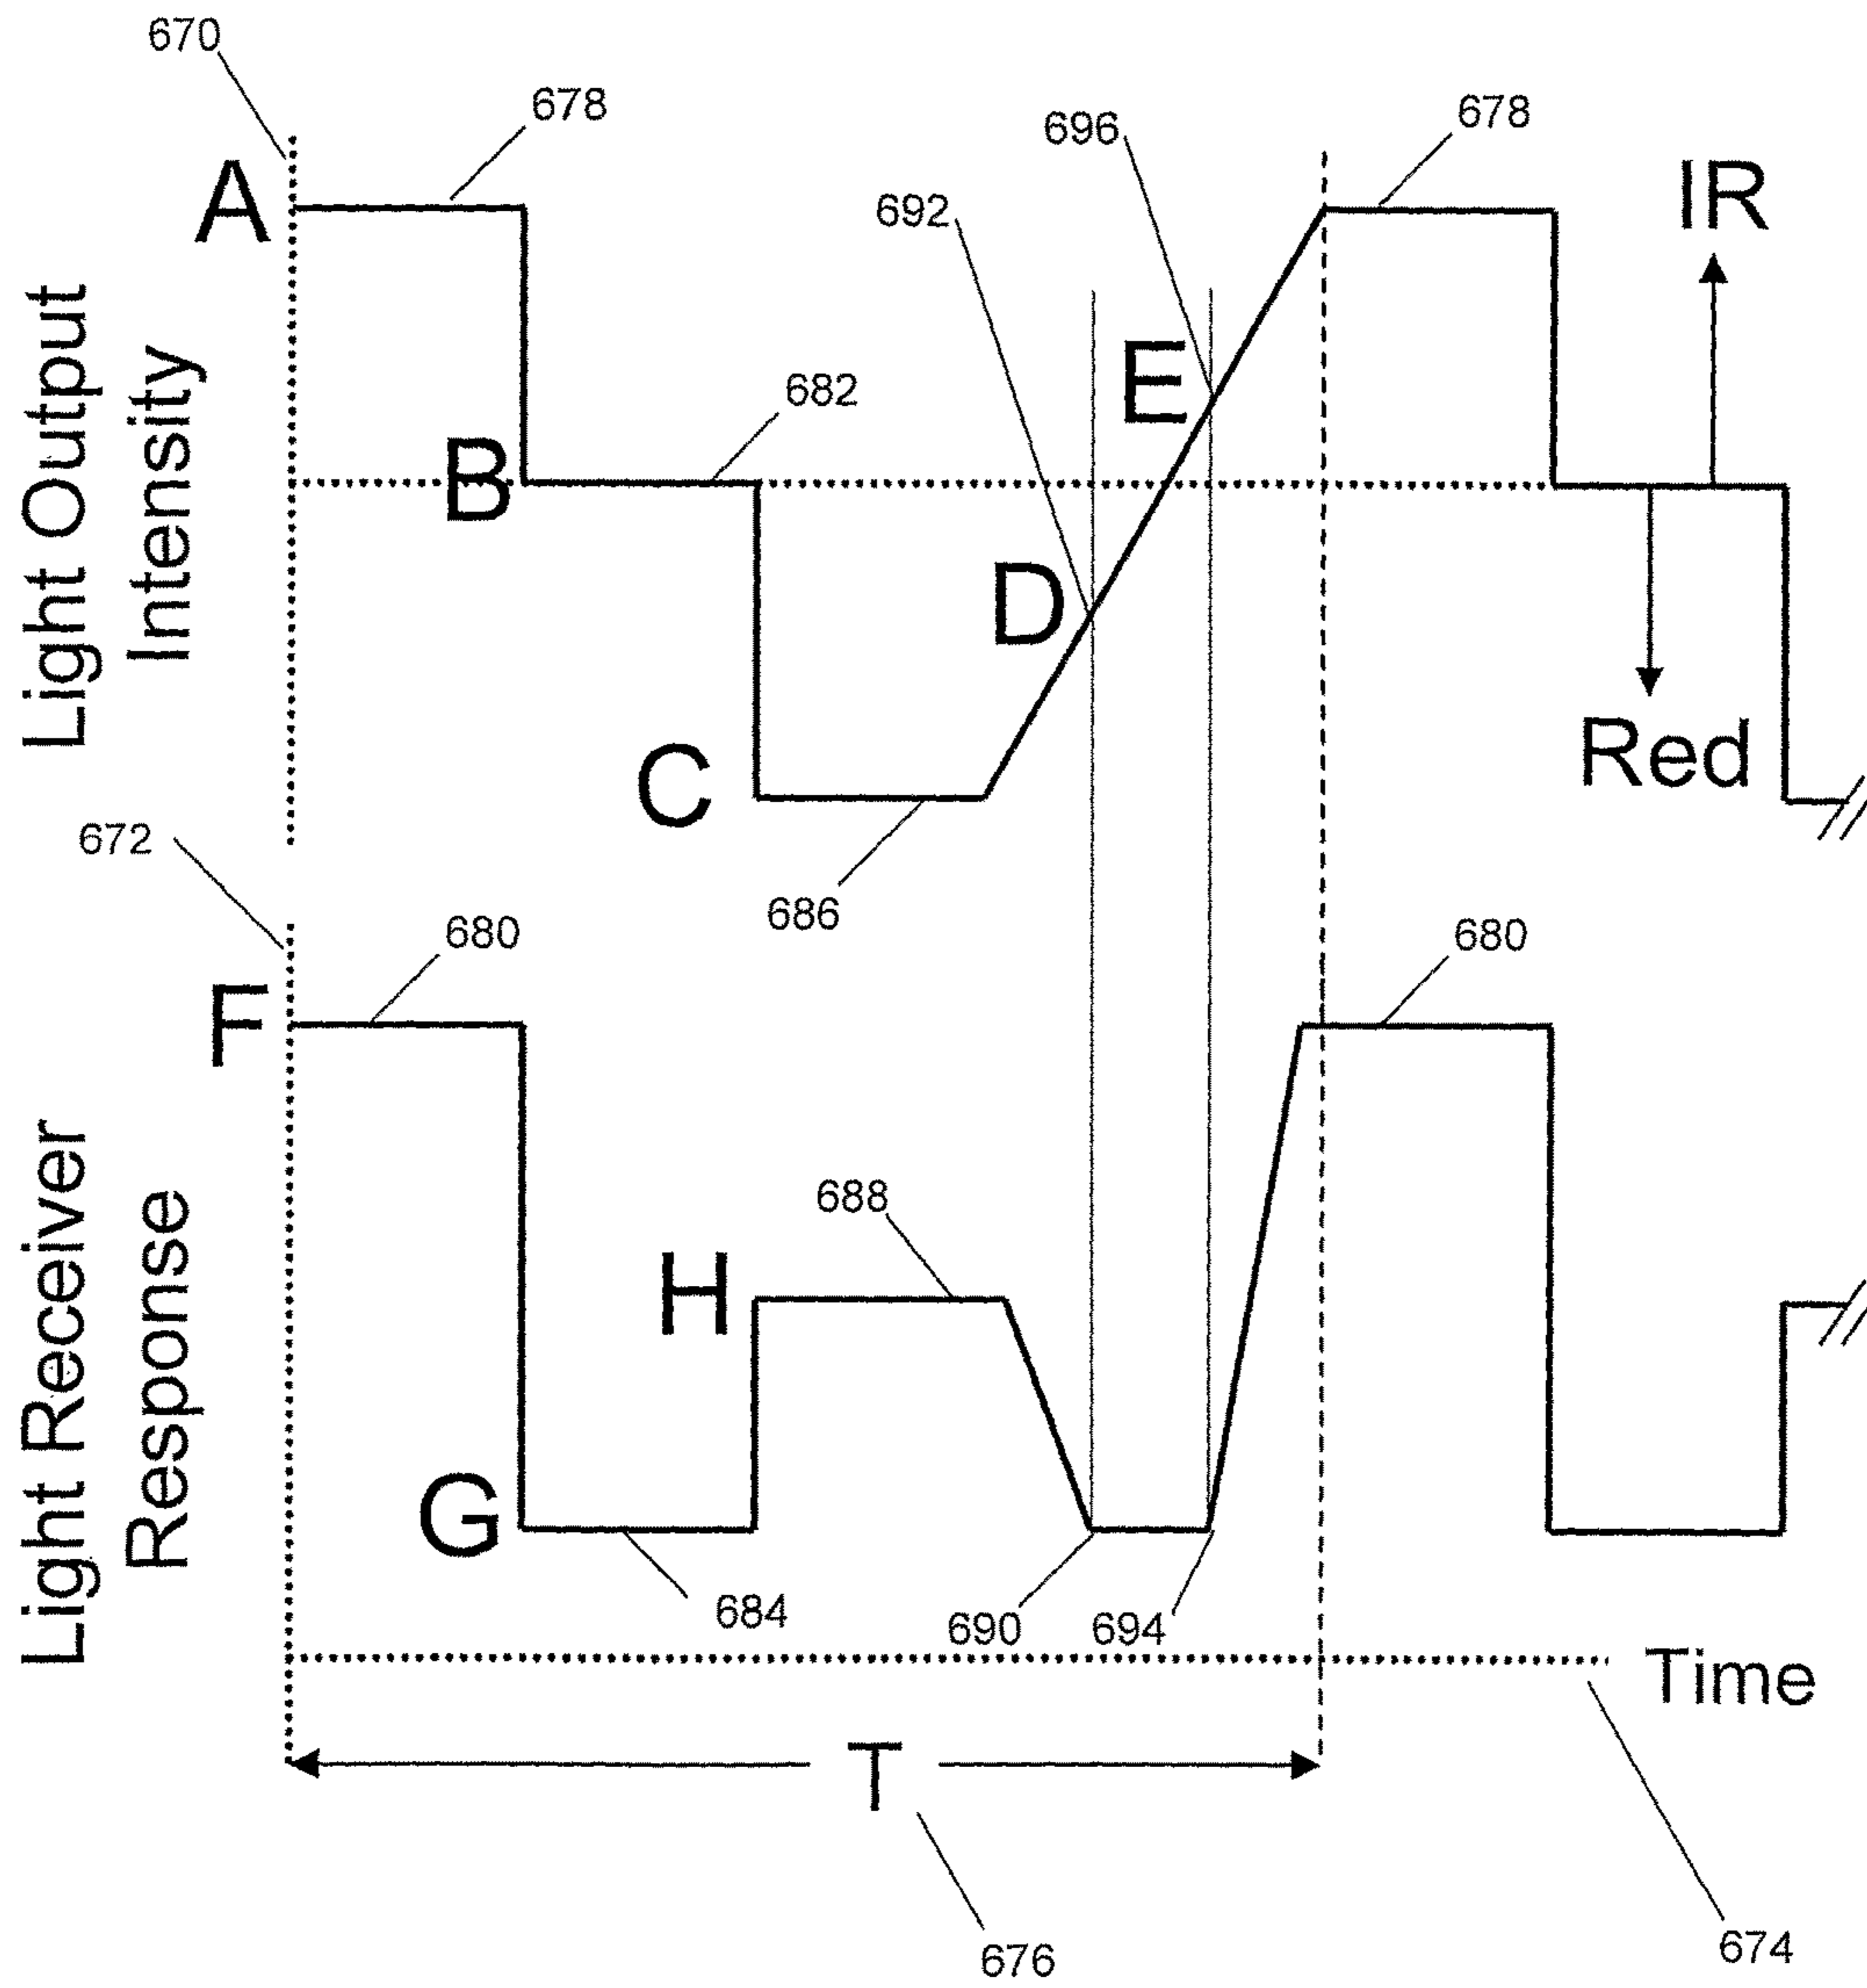 670
678
678
696
A
IR
692
Light Output
Intensity
E
682
B
D
Red
C
672
686
680
680
F
Light Receiver
Response
688
H
G
684
690
694
Time
T
676
674